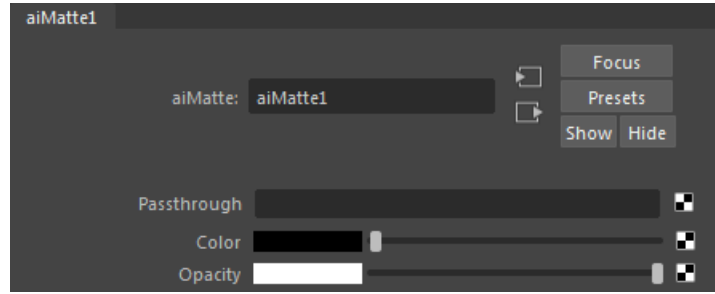 aiMatte1
Focus
aiMatte: aiMatte1
Presets
Show Hide
Passthrough
Color
Opacity